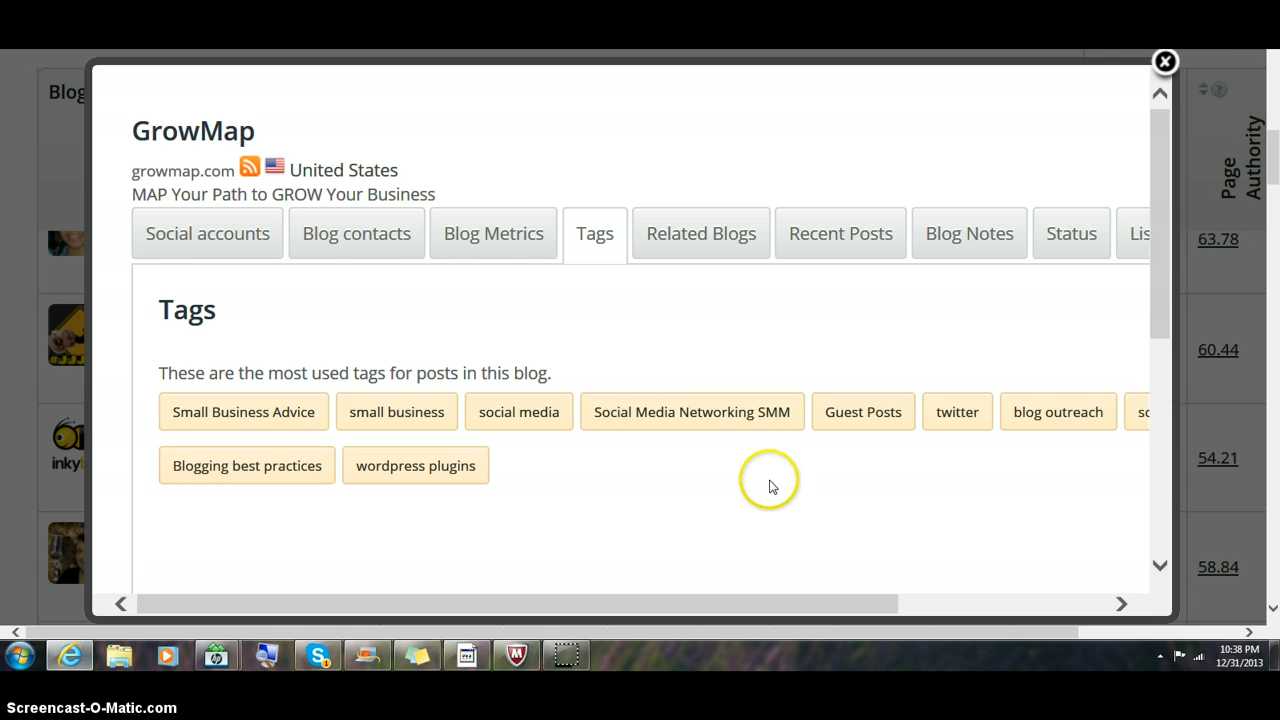 Blog
GrowMap
growmap.com United States
MAP Your Path to GROW Your Business
Social accounts Blog contacts Blog Metrics Tags Related Blogs Recent Posts Blog Notes Status Lis
Tags
These are the most used tags for posts in this blog.
Small Business Advice small business social media Social Media Networking SMM Guest Posts twitter blog outreach so
Blogging best practices wordpress plugins
Page
Authority
63.78
60.44
54.21
58.84
inky
10:38 PM
12/31/2013
Screencast-O-Matic.com